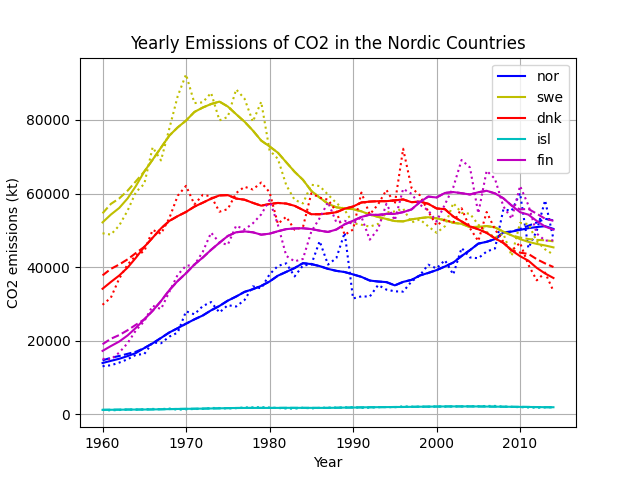 Yearly Emissions of CO2 in the Nordic Countries
nor
swe
dnk
isl
fin
CO2 emissions (kt)
80000
60000
40000
20000
0
1960 1970 1980 1990 2000 2010
Year